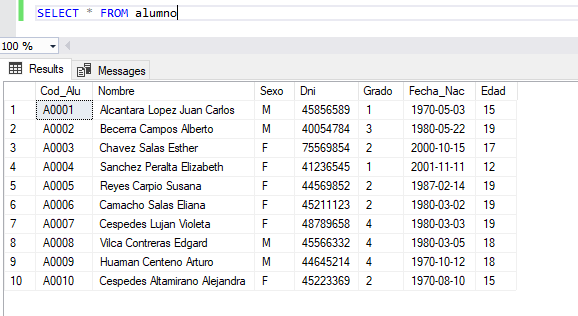 SELECT * FROM alumno
100 %
Results Messages
Cod_Alu Nombre Sexo Dni Grado Fecha_Nac Edad
1 A0001 Alcantara Lopez Juan Carlos M 45856589 1 1970-05-03 15
2 A0002 Becerra Campos Alberto M 40054784 3 1980-05-22 19
3 A0003 Chavez Salas Esther F 75569854 2 2000-10-15 17
4 A0004 Sanchez Peralta Elizabeth F 41236545 1 2001-11-11 12
5 A0005 Reyes Carpio Susana F 44569852 2 1987-02-14 19
6 A0006 Camacho Salas Eliana F 45211123 2 1980-03-02 19
7 A0007 Cespedes Lujan Violeta F 48789658 4 1980-03-03 19
8 A0008 Vilca Contreras Edgard M 45566332 4 1980-03-05 18
9 A0009 Huaman Centeno Arturo M 44645214 4 1970-10-12 18
10 A0010 Cespedes Altamirano Alejandra F 45223369 2 1970-08-10 15